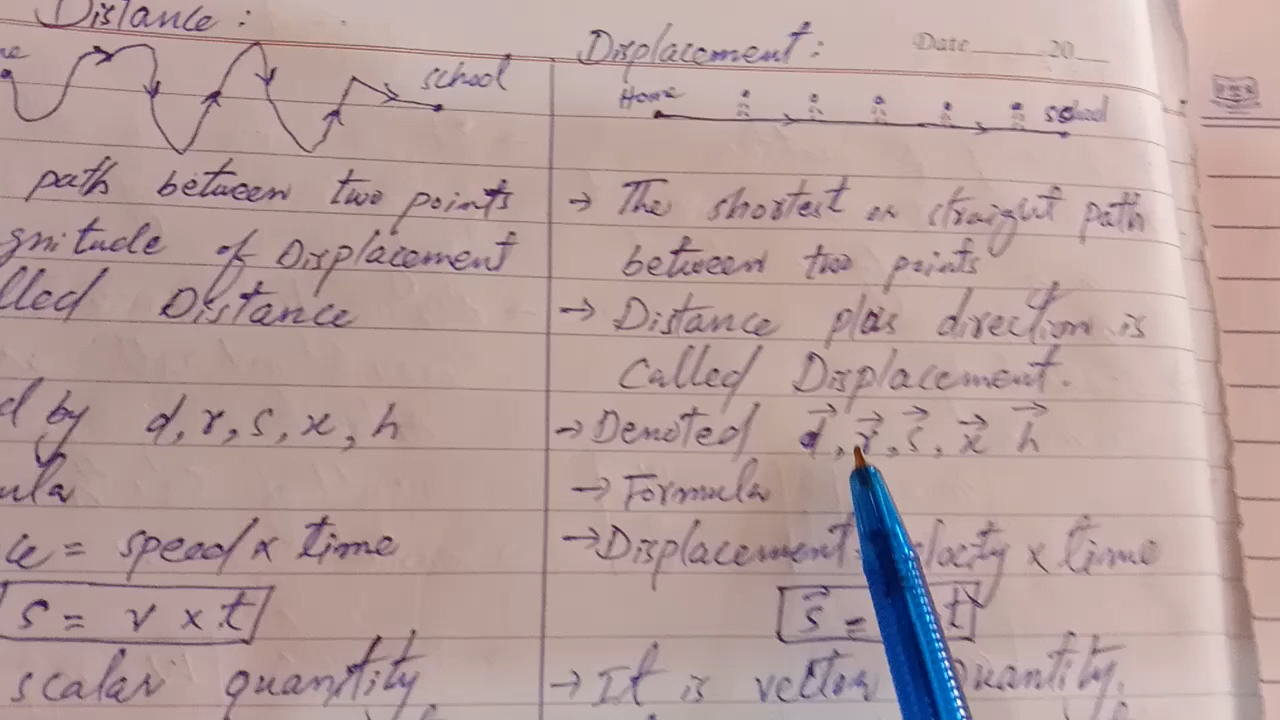 Distance :
school
path between two points
gnitude of Displacement
lled Distance
d by d, r, s, x, h
ula
ce = speed × time
s = v × t
scalar quantity
Displacement :
Date 20
Home school
→ The shortest or straight path
between two points
→ Distance plus direction is
Called Displacement.
→ Denoted d⃗, r⃗, s⃗, x⃗ h⃗
→ Formula
→ Displacement locity × time
s⃗ = t
→ It is vector quantity.